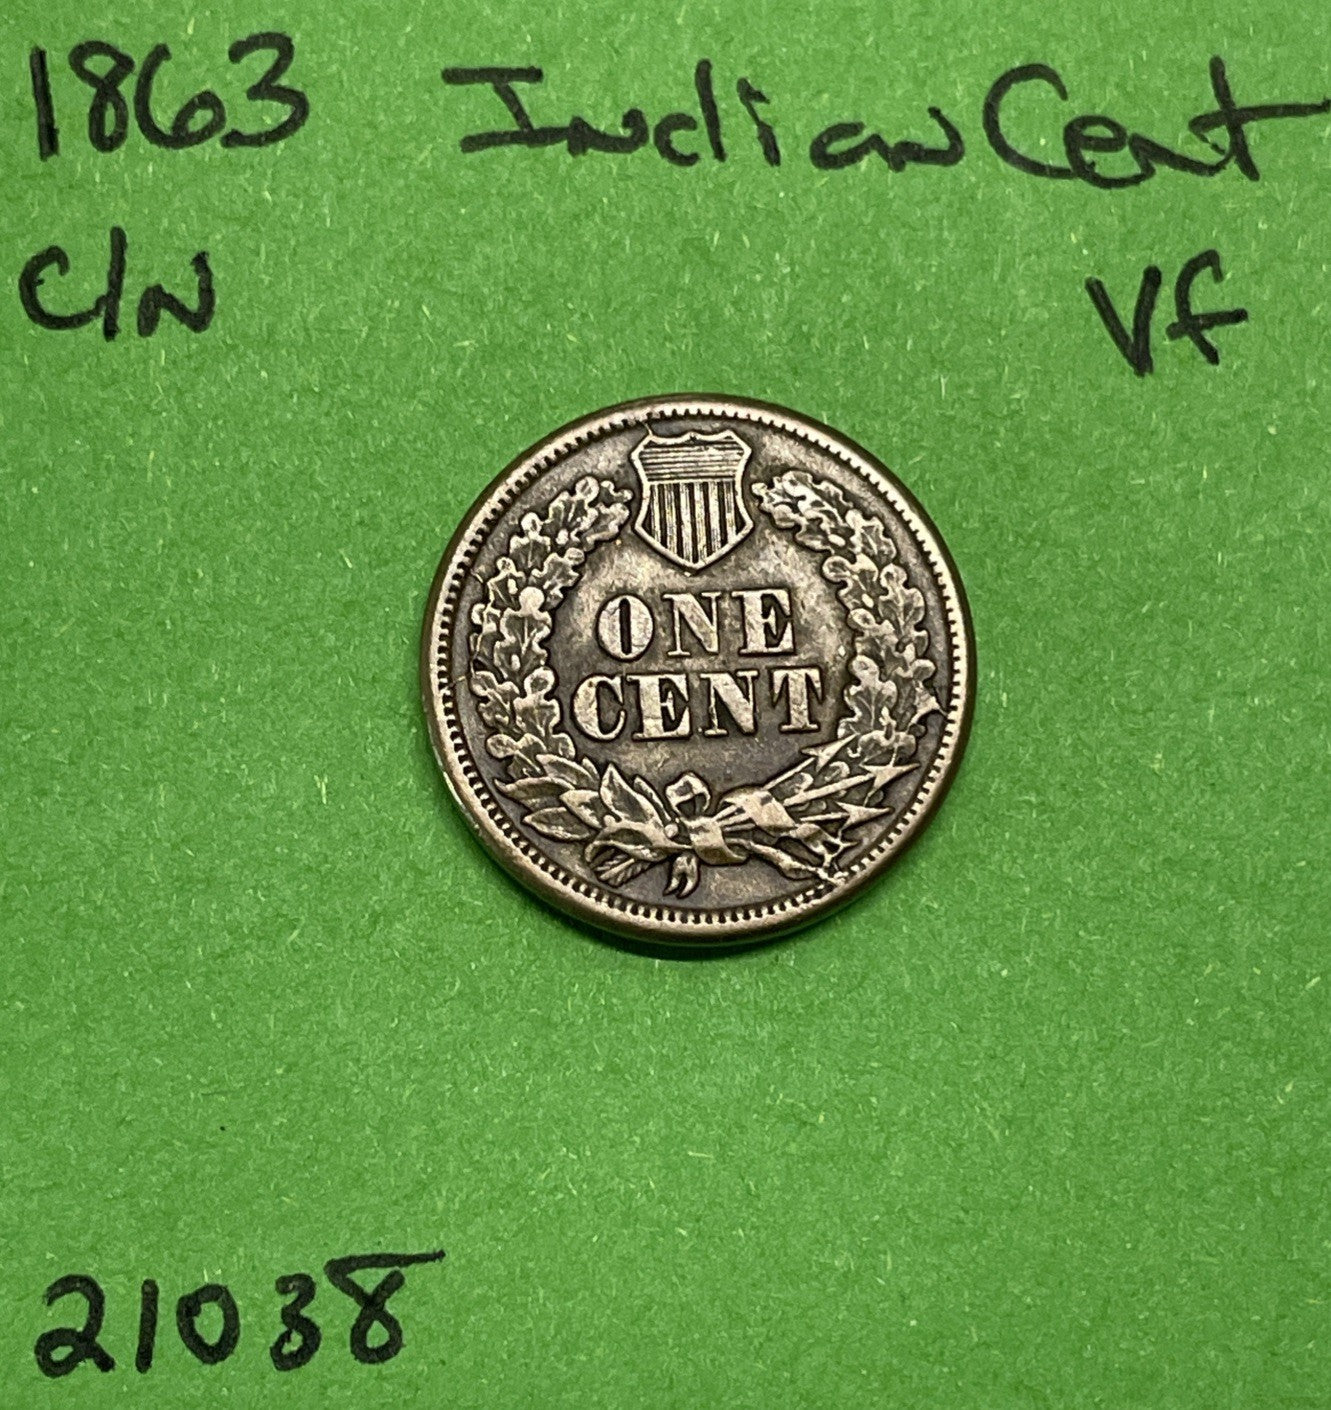 1863 Indian Cent
C/N VF
ONE
CENT
21038